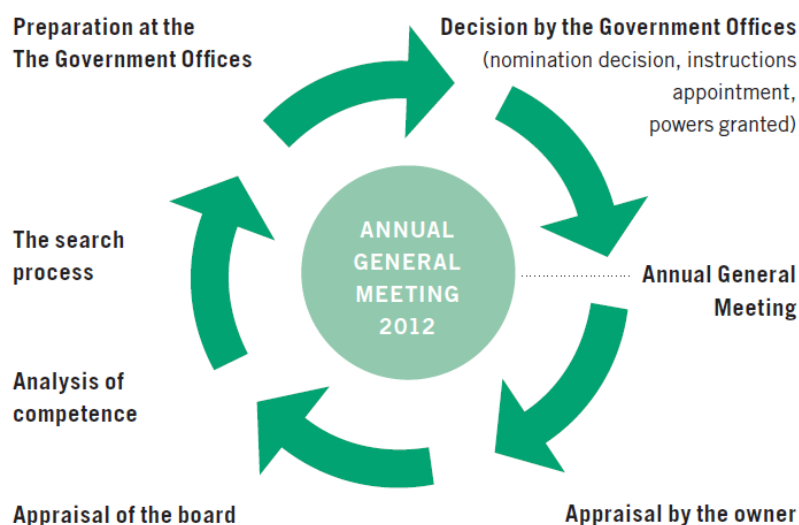 Preparation at the
The Government Offices
Decision by the Government Offices
(nomination decision, instructions
appointment,
powers granted)
ANNUAL
GENERAL
MEETING
2012
The search
process
Annual General
Meeting
Analysis of
competence
Appraisal of the board
Appraisal by the owner